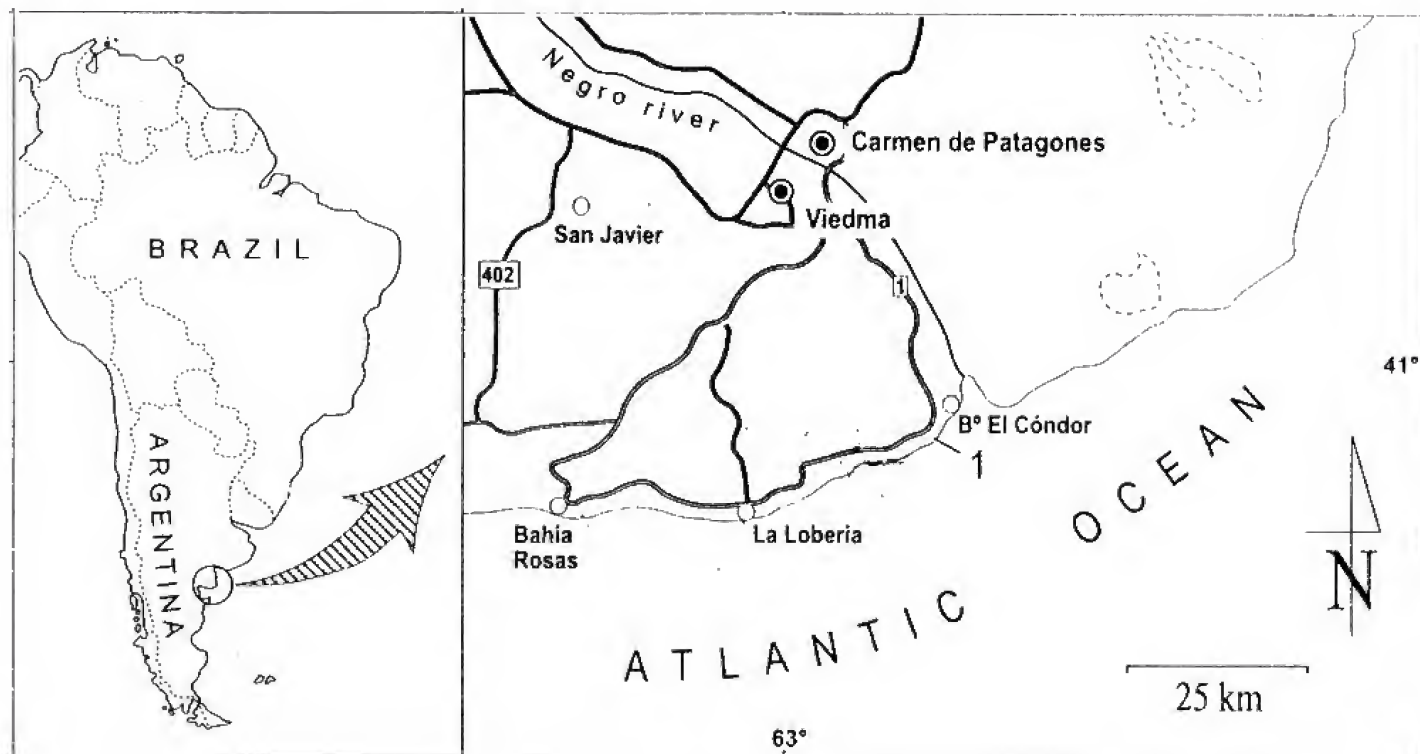 BRAZIL
ARGENTINA
Negro river
Carmen de Patagones
Viedma
San Javier
402
1
41°
Bº El Cóndor
1
Bahía
Rosas
La Lobería
ATLANTIC OCEAN
N
25 km
63°